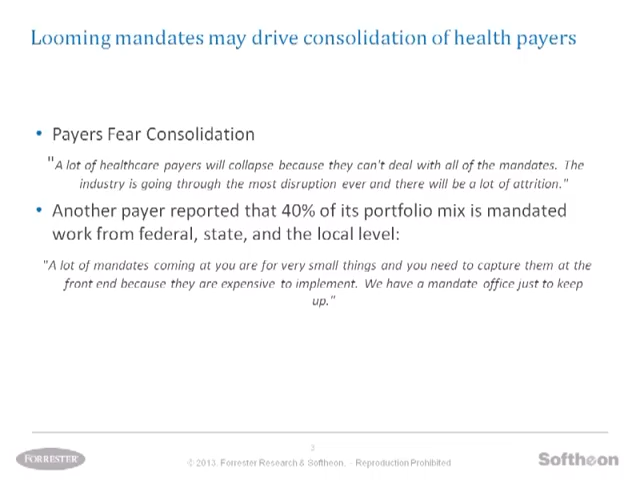 Looming mandates may drive consolidation of health payers
• Payers Fear Consolidation
"A lot of healthcare payers will collapse because they can't deal with all of the mandates. The
industry is going through the most disruption ever and there will be a lot of attrition."
• Another payer reported that 40% of its portfolio mix is mandated
work from federal, state, and the local level:
"A lot of mandates coming at you are for very small things and you need to capture them at the
front end because they are expensive to implement. We have a mandate office just to keep
up."
3
© 2013 Forrester Research & Softheon. - Reproduction Prohibited
FORRESTER
Softheon